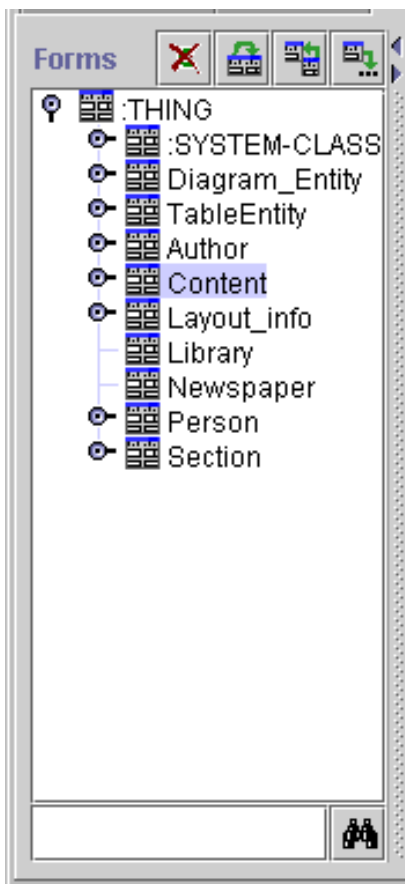 Forms
:THING
:SYSTEM-CLASS
Diagram_Entity
TableEntity
Author
Content
Layout_info
Library
Newspaper
Person
Section